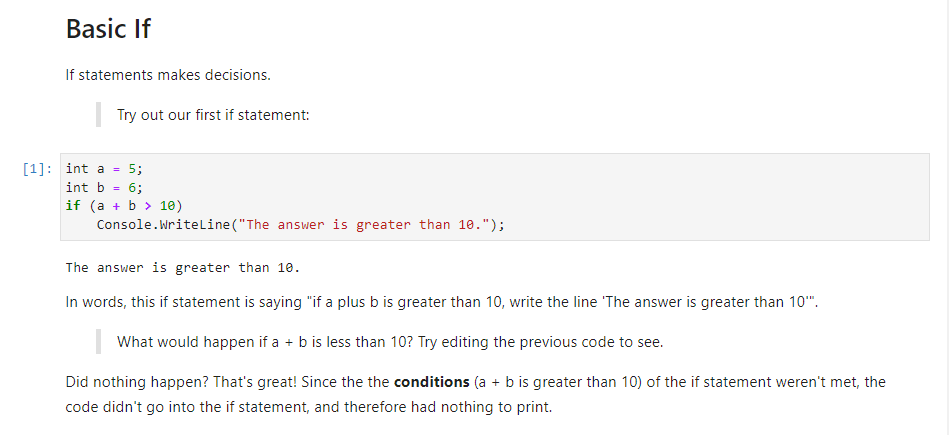 Basic If
If statements makes decisions.
Try out our first if statement:
[1]: int a = 5;
int b = 6;
if (a + b > 10)
    Console.WriteLine("The answer is greater than 10.");
The answer is greater than 10.
In words, this if statement is saying "if a plus b is greater than 10, write the line 'The answer is greater than 10'".
What would happen if a + b is less than 10? Try editing the previous code to see.
Did nothing happen? That's great! Since the the conditions (a + b is greater than 10) of the if statement weren't met, the
code didn't go into the if statement, and therefore had nothing to print.